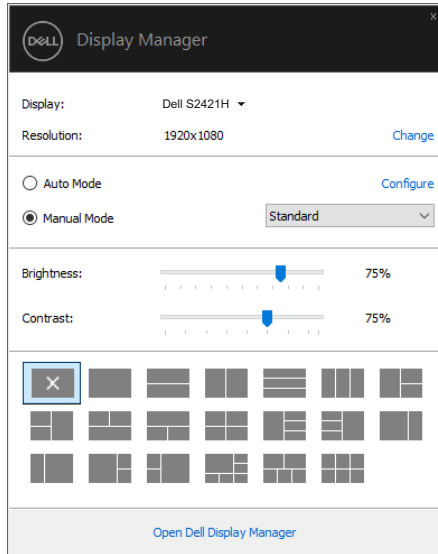 x
DELL Display Manager
Display: Dell S2421H
Resolution: 1920x1080 Change
Auto Mode Configure
Manual Mode Standard
Brightness: 75%
Contrast: 75%
Open Dell Display Manager